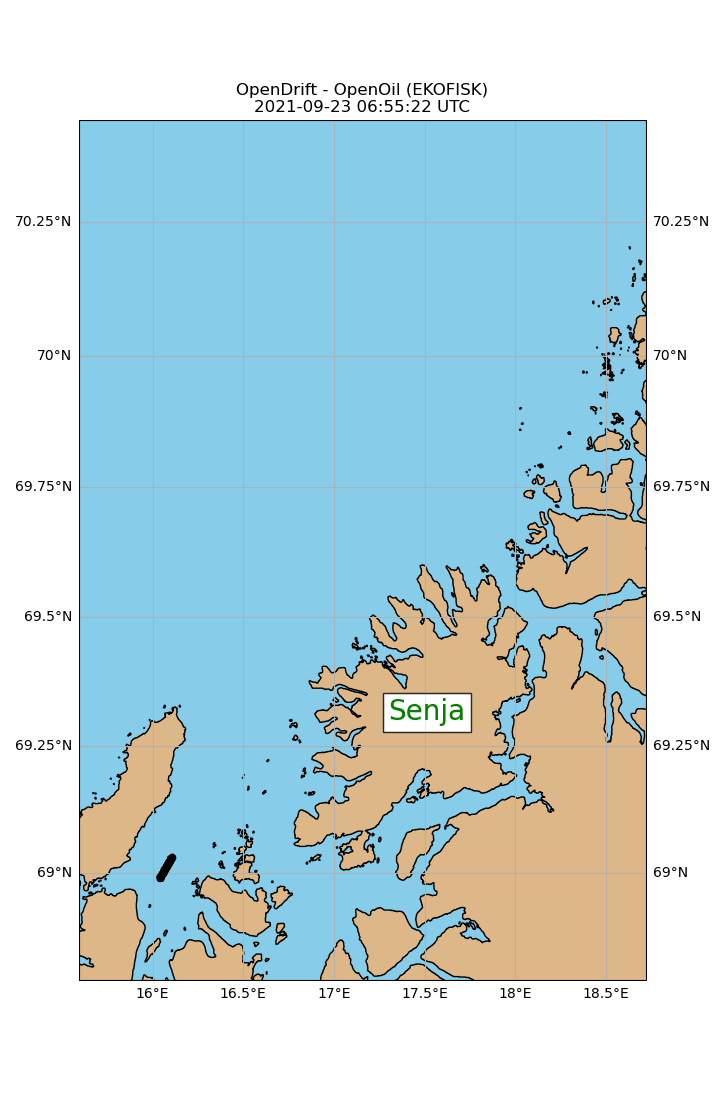 OpenDrift - OpenOil (EKOFISK)
2021-09-23 06:55:22 UTC
70.25°N 70.25°N
70°N 70°N
69.75°N 69.75°N
69.5°N 69.5°N
Senja
69.25°N 69.25°N
69°N 69°N
16°E 16.5°E 17°E 17.5°E 18°E 18.5°E